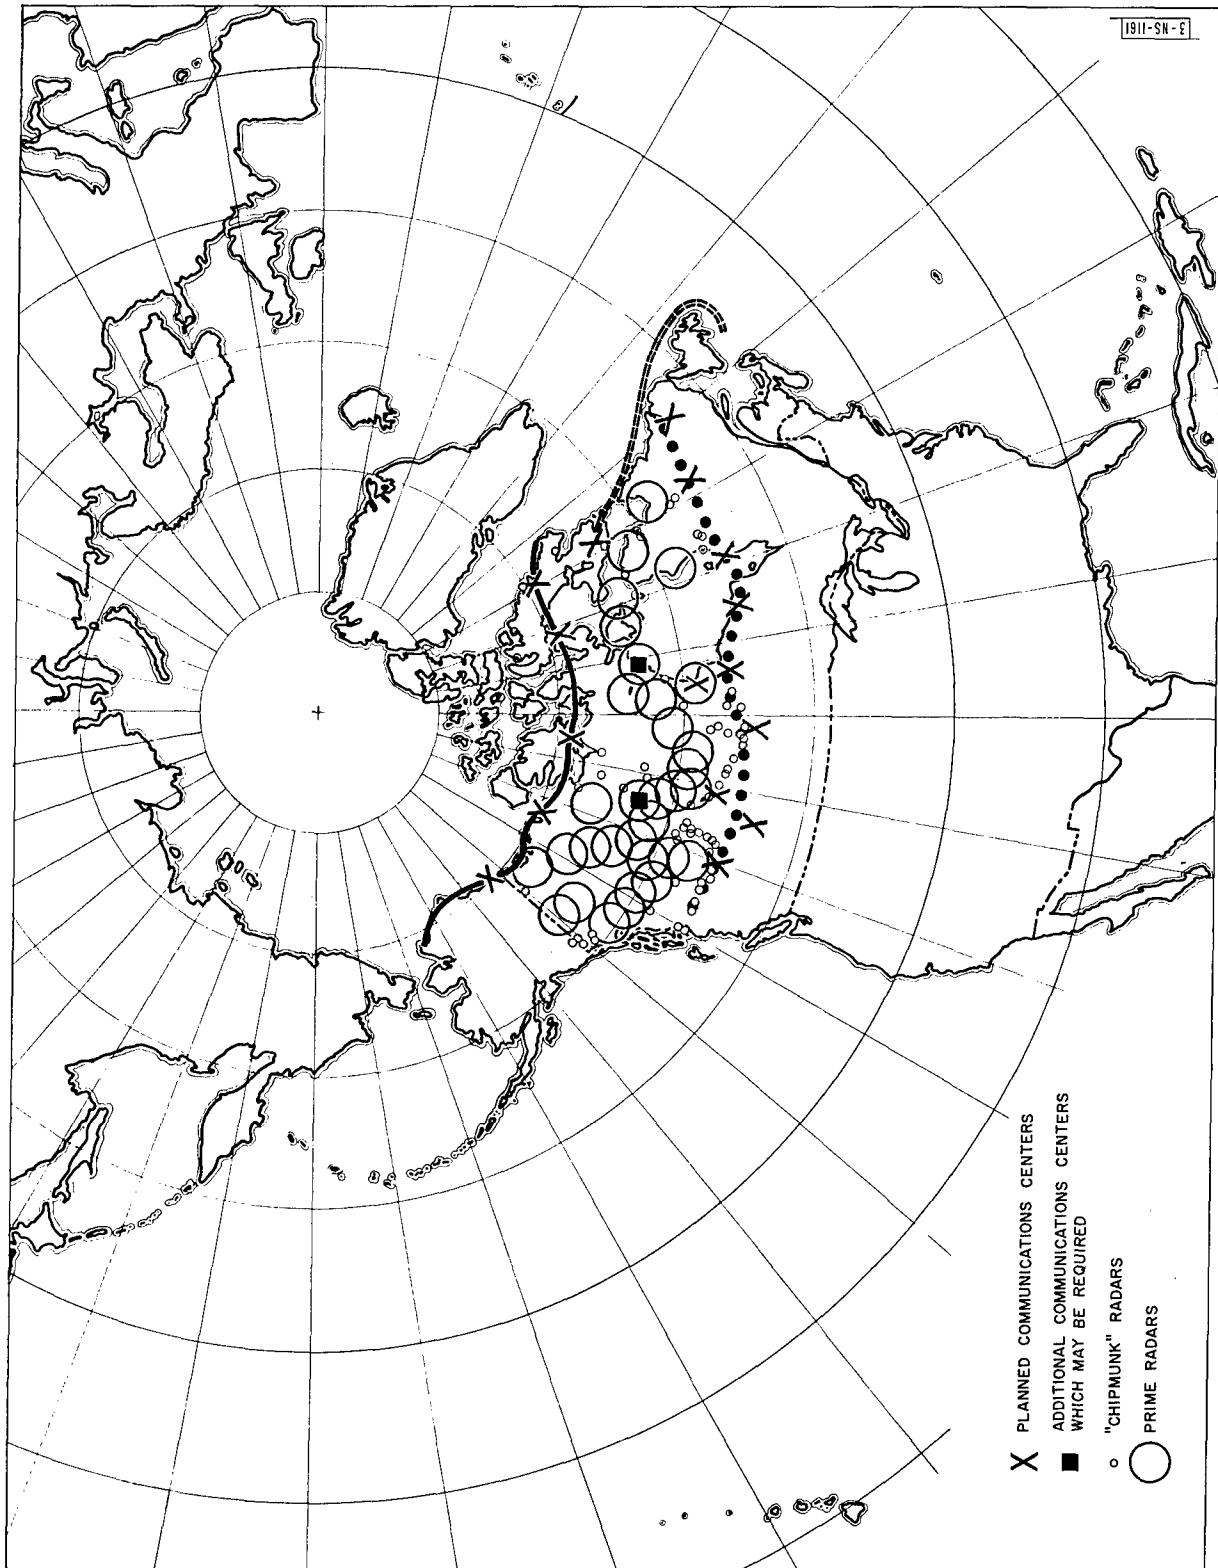 3-NS-1161
PLANNED COMMUNICATIONS CENTERS
ADDITIONAL COMMUNICATIONS CENTERS
WHICH MAY BE REQUIRED
"CHIPMUNK" RADARS
PRIME RADARS